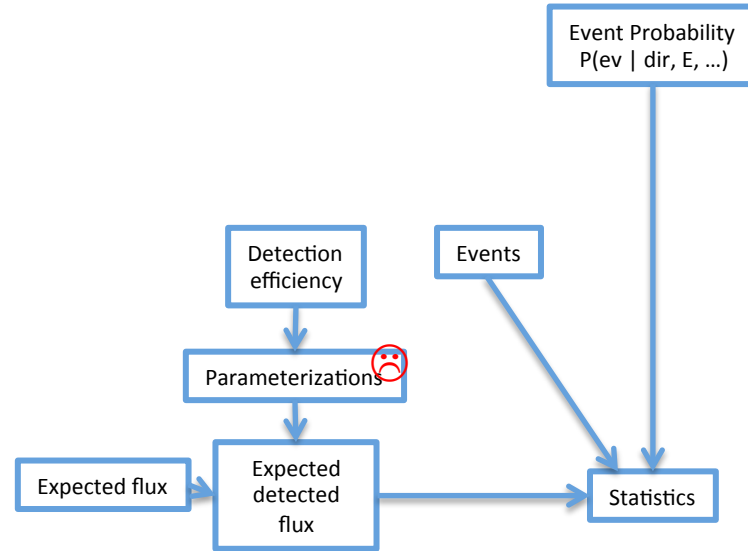 Event Probability
P(ev | dir, E, …)
Detection
efficiency
Events
Parameterizations
Expected flux
Expected
detected
flux
Statistics